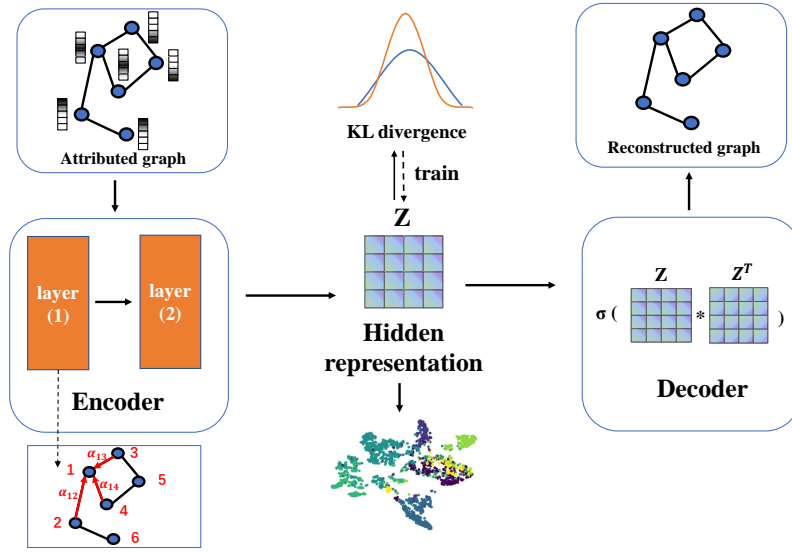 Attributed graph
KL divergence
Reconstructed graph
train
Z
layer
(1)
layer
(2)
Encoder
Hidden
representation
Z
Z^T
σ (
*
)
Decoder
α₁₃
3
1
α₁₂
α₁₄
5
4
2
6